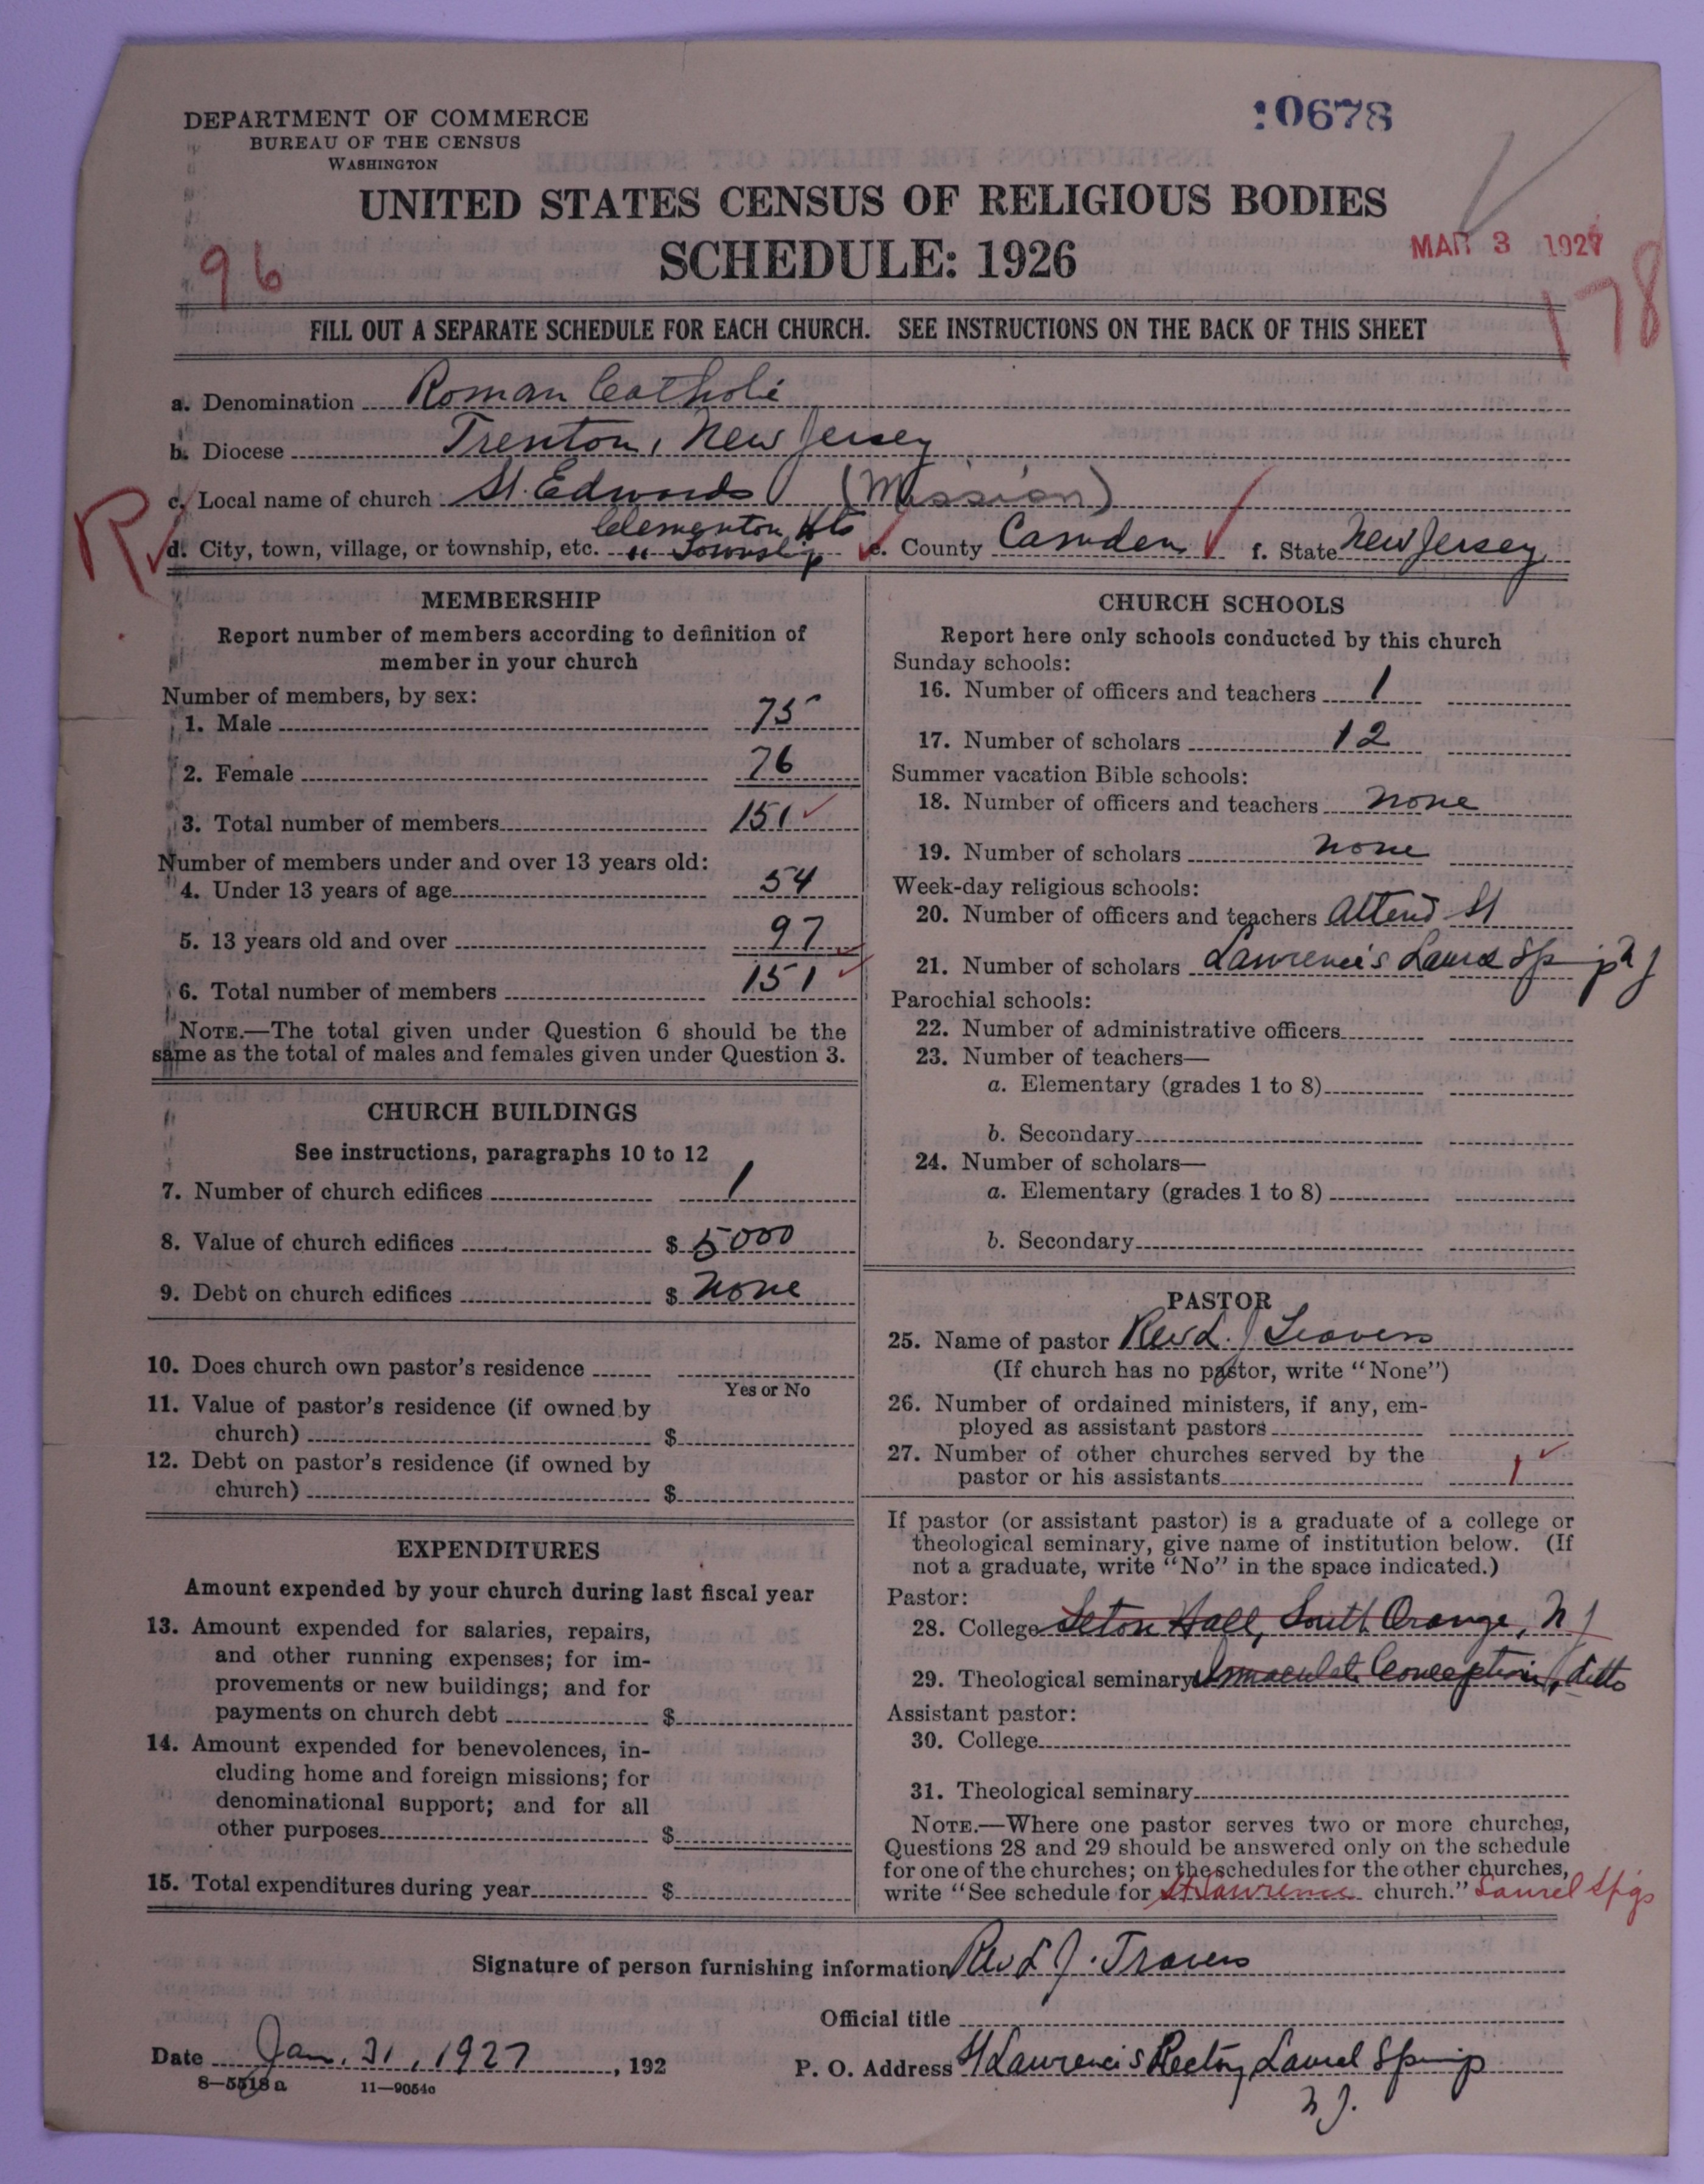 DEPARTMENT OF COMMERCE
BUREAU OF THE CENSUS
WASHINGTON
10678
UNITED STATES CENSUS OF RELIGIOUS BODIES
SCHEDULE: 1926
MAR 3 1927
96
178
FILL OUT A SEPARATE SCHEDULE FOR EACH CHURCH. SEE INSTRUCTIONS ON THE BACK OF THIS SHEET
a. Denomination Roman Catholic
b. Diocese Trenton, New Jersey
c. Local name of church St. Edwards (Mission)
R
Clementon Hts
d. City, town, village, or township, etc. " Township e. County Camden f. State New Jersey
MEMBERSHIP
Report number of members according to definition of
member in your church
Number of members, by sex:
1. Male 75
2. Female 76
3. Total number of members 151
Number of members under and over 13 years old:
4. Under 13 years of age 54
5. 13 years old and over 97
6. Total number of members 151
NOTE.—The total given under Question 6 should be the
same as the total of males and females given under Question 3.
CHURCH BUILDINGS
See instructions, paragraphs 10 to 12
7. Number of church edifices 1
8. Value of church edifices $ 5000
9. Debt on church edifices $ None
10. Does church own pastor's residence
Yes or No
11. Value of pastor's residence (if owned by
church) $
12. Debt on pastor's residence (if owned by
church) $
EXPENDITURES
Amount expended by your church during last fiscal year
13. Amount expended for salaries, repairs,
and other running expenses; for im-
provements or new buildings; and for
payments on church debt $
14. Amount expended for benevolences, in-
cluding home and foreign missions; for
denominational support; and for all
other purposes $
15. Total expenditures during year $
CHURCH SCHOOLS
Report here only schools conducted by this church
Sunday schools:
16. Number of officers and teachers 1
17. Number of scholars 12
Summer vacation Bible schools:
18. Number of officers and teachers none
19. Number of scholars none
Week-day religious schools:
20. Number of officers and teachers Attend St
21. Number of scholars Lawrence's Laurel Springs N J
Parochial schools:
22. Number of administrative officers
23. Number of teachers—
a. Elementary (grades 1 to 8)
b. Secondary
24. Number of scholars—
a. Elementary (grades 1 to 8)
b. Secondary
PASTOR
25. Name of pastor Rev L. J Travers
(If church has no pastor, write "None")
26. Number of ordained ministers, if any, em-
ployed as assistant pastors
27. Number of other churches served by the
pastor or his assistants 1
If pastor (or assistant pastor) is a graduate of a college or
theological seminary, give name of institution below. (If
not a graduate, write "No" in the space indicated.)
Pastor:
28. College Seton Hall, South Orange, N J
29. Theological seminary Immaculate Conception, ditto
Assistant pastor:
30. College
31. Theological seminary
NOTE.—Where one pastor serves two or more churches,
Questions 28 and 29 should be answered only on the schedule
for one of the churches; on the schedules for the other churches,
write "See schedule for St Lawrence church." Laurel Spgs
Signature of person furnishing information Rev L J. Travers
Official title
Date Jan. 31, 1927, 192
P. O. Address St Lawrence's Rectory, Laurel Springs
N J.
8—5518a 11—9054c